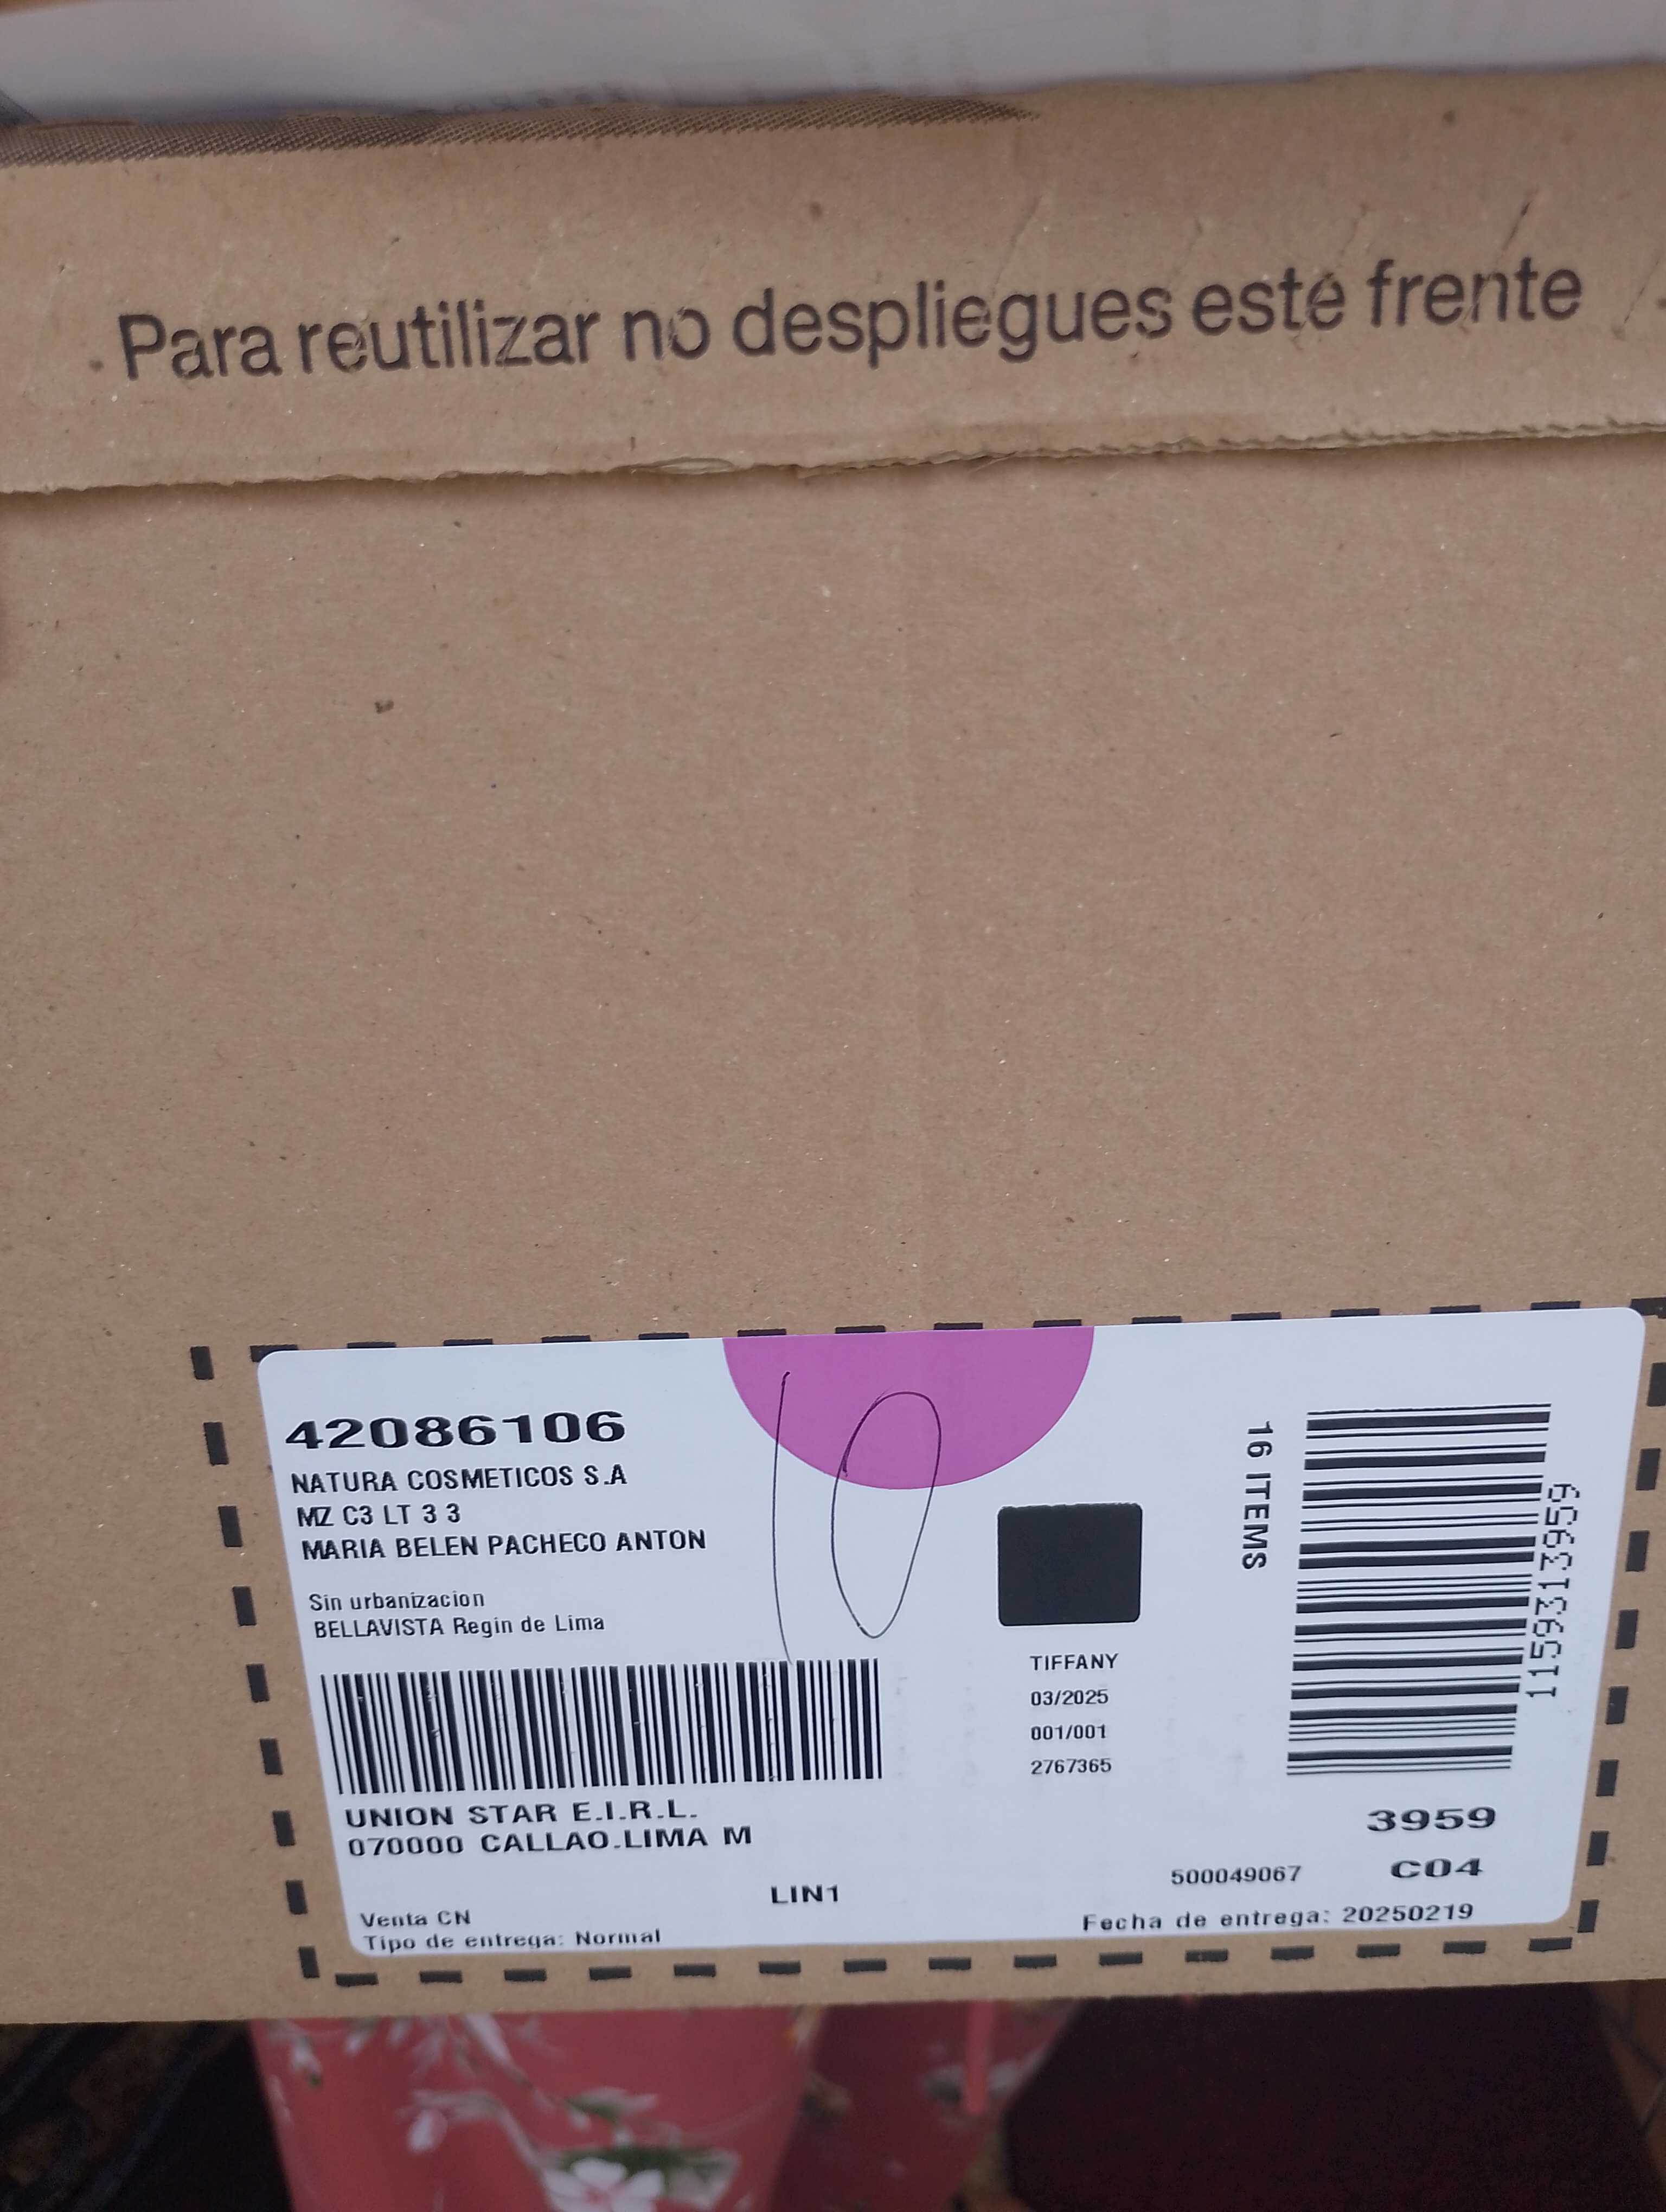 Para reutilizar no despliegues este frente
42086106
NATURA COSMETICOS S.A
MZ C3 LT 3 3
MARIA BELEN PACHECO ANTON
Sin urbanizacion
BELLAVISTA Regin de Lima
UNION STAR E.I.R.L.
070000 CALLAO.LIMA M
LIN1
Venta CN
Tipo de entrega: Normal
10
TIFFANY
03/2025
001/001
2767365
16 ITEMS
1159313959
3959
500049067 C04
Fecha de entrega: 20250219